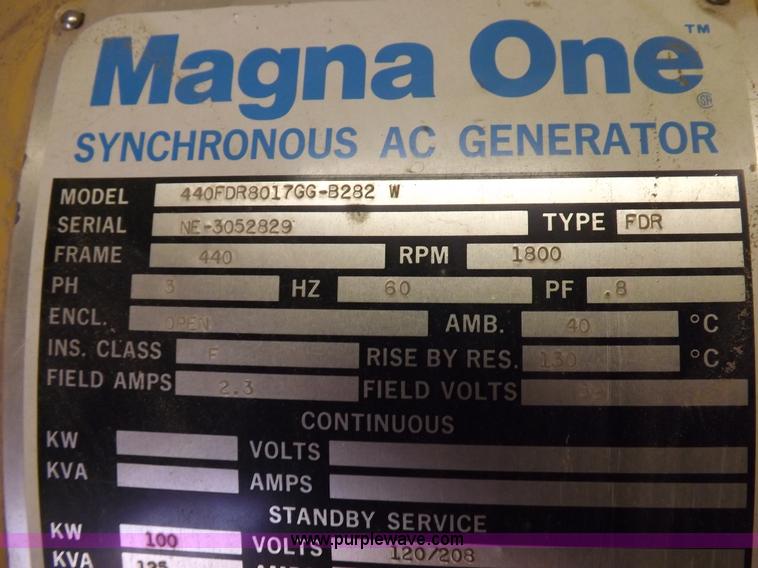 Magna One™
SYNCHRONOUS AC GENERATOR
MODEL 440FDR8017GG-B282 W
SERIAL NE-3052829 TYPE FDR
FRAME 440 RPM 1800
PH 3 HZ 60 PF .8
ENCL. OPEN AMB. 40 °C
INS. CLASS F RISE BY RES. 130 °C
FIELD AMPS 2.3 FIELD VOLTS
CONTINUOUS
KW VOLTS
KVA AMPS
STANDBY SERVICE
KW 100 VOLTS 120/208
www.purplewave.com
KVA 125